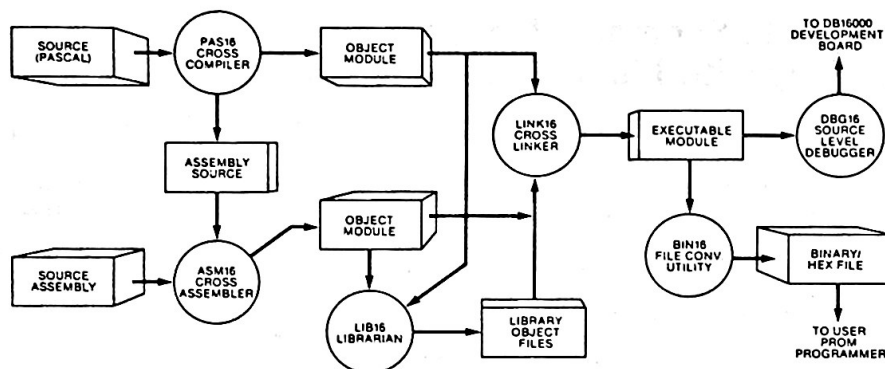 SOURCE
(PASCAL)
PAS16
CROSS
COMPILER
OBJECT
MODULE
TO DB16000
DEVELOPMENT
BOARD
LINK16
CROSS
LINKER
EXECUTABLE
MODULE
DBG16
SOURCE
LEVEL
DEBUGGER
ASSEMBLY
SOURCE
OBJECT
MODULE
SOURCE
ASSEMBLY
ASM16
CROSS
ASSEMBLER
BIN16
FILE CONV
UTILITY
BINARY/
HEX FILE
LIB16
LIBRARIAN
LIBRARY
OBJECT
FILES
TO USER
PROM
PROGRAMMER